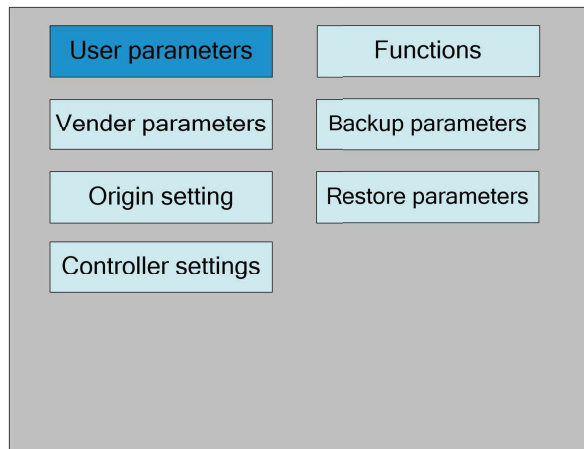 User parameters
Functions
Vender parameters
Backup parameters
Origin setting
Restore parameters
Controller settings